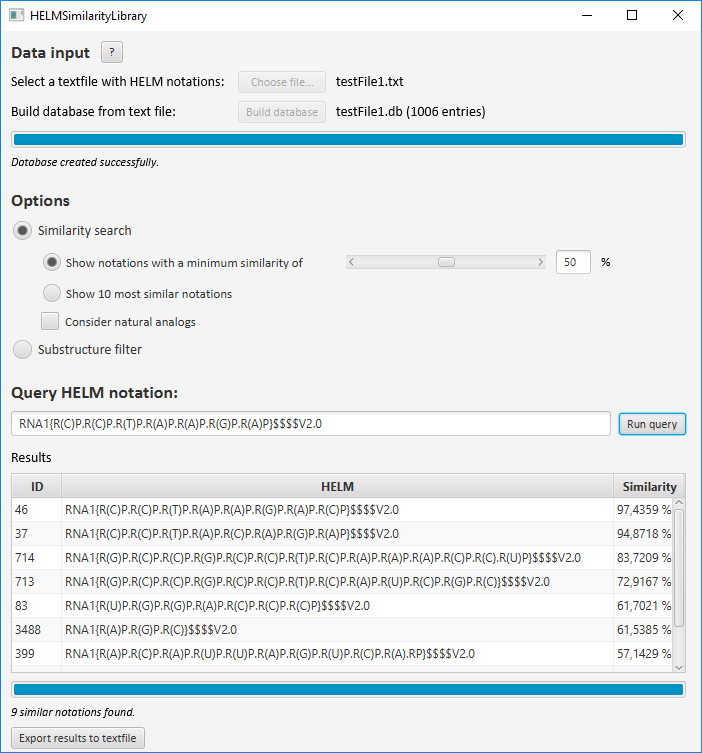 HELMSimilarityLibrary
Data input ?
Select a textfile with HELM notations: Choose file... testFile1.txt
Build database from text file: Build database testFile1.db (1006 entries)
Database created successfully.
Options
Similarity search
Show notations with a minimum similarity of 50 %
Show 10 most similar notations
Consider natural analogs
Substructure filter
Query HELM notation:
RNA1{R(C)P.R(C)P.R(T)P.R(A)P.R(A)P.R(G)P.R(A)P}$$$$V2.0 Run query
Results
ID HELM Similarity
46 RNA1{R(C)P.R(C)P.R(T)P.R(A)P.R(A)P.R(G)P.R(A)P.R(C)P}$$$$V2.0 97,4359 %
37 RNA1{R(C)P.R(C)P.R(T)P.R(A)P.R(C)P.R(A)P.R(G)P.R(A)P}$$$$V2.0 94,8718 %
714 RNA1{R(G)P.R(C)P.R(C)P.R(G)P.R(C)P.R(C)P.R(T)P.R(C)P.R(A)P.R(A)P.R(A)P.R(C)P.R(C).R(U)P}$$$$V2.0 83,7209 %
713 RNA1{R(G)P.R(C)P.R(C)P.R(G)P.R(C)P.R(C)P.R(T)P.R(C)P.R(A)P.R(U)P.R(C)P.R(G)P.R(C)}$$$$V2.0 72,9167 %
83 RNA1{R(U)P.R(G)P.R(G)P.R(A)P.R(C)P.R(C)P.R(C)P}$$$$V2.0 61,7021 %
3488 RNA1{R(A)P.R(G)P.R(C)}$$$$V2.0 61,5385 %
399 RNA1{R(A)P.R(C)P.R(A)P.R(U)P.R(U)P.R(A)P.R(G)P.R(U)P.R(C)P.R(A).RP}$$$$V2.0 57,1429 %
9 similar notations found.
Export results to textfile